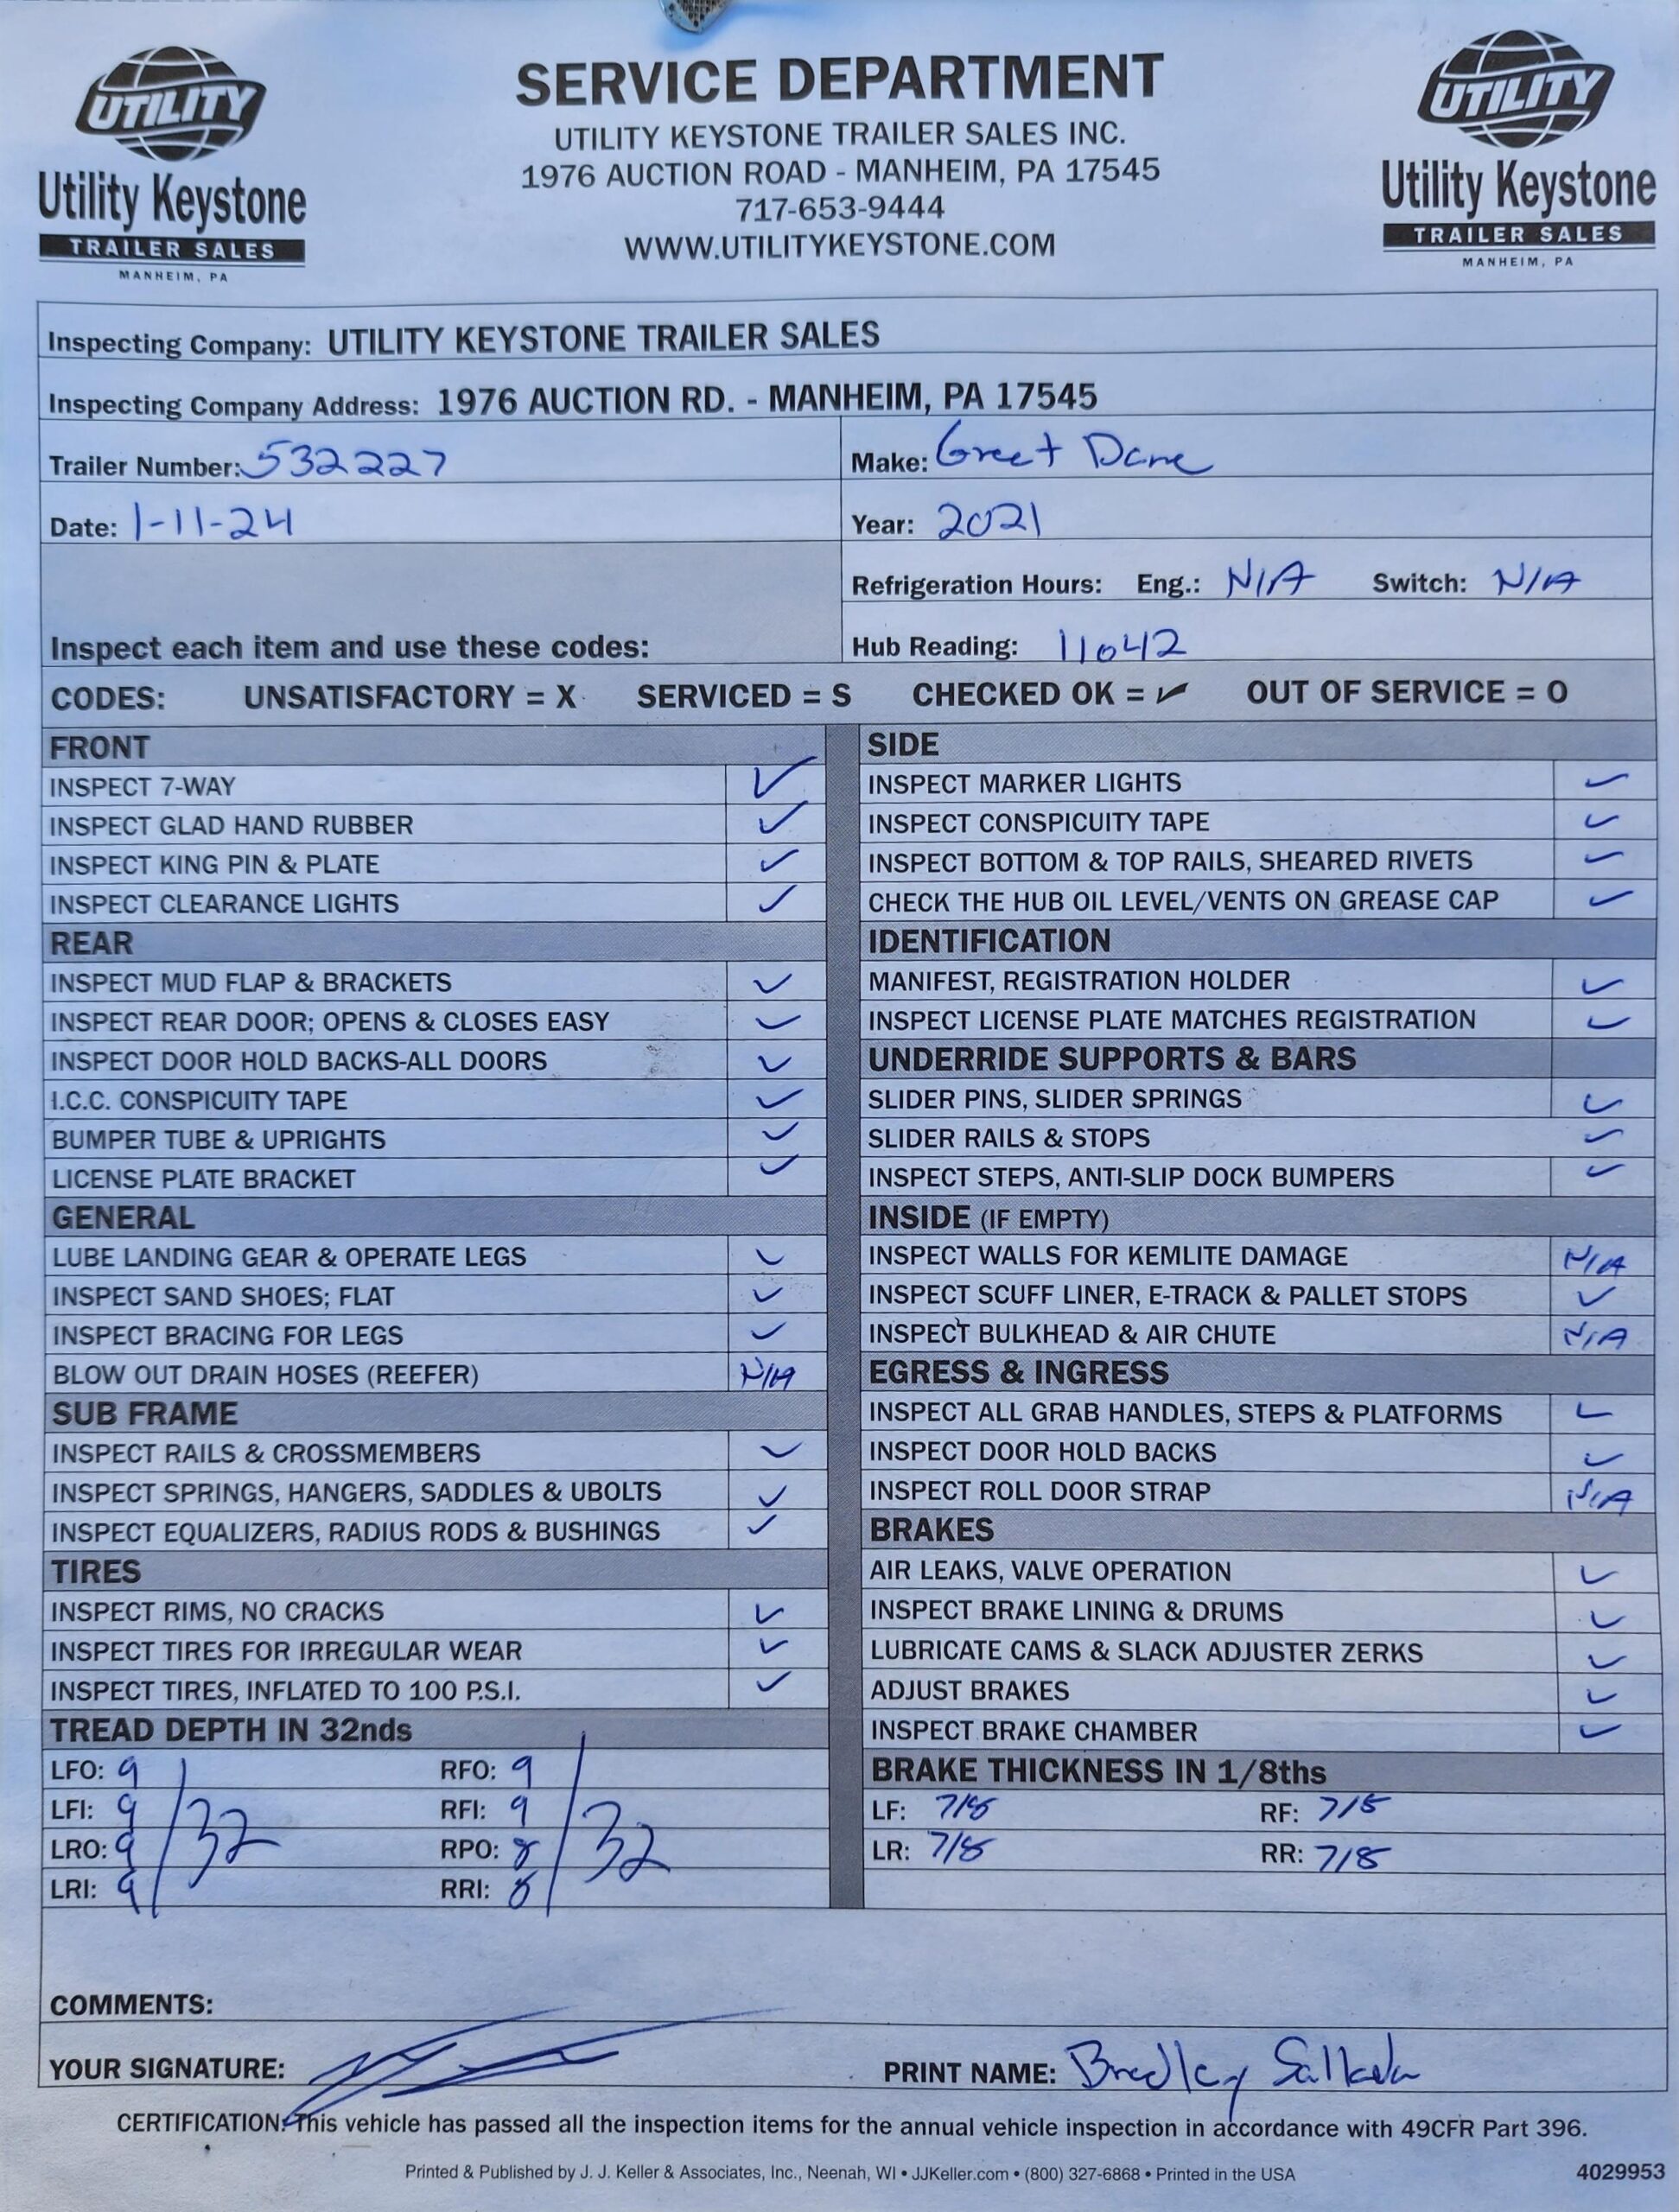 UTILITY
Utility Keystone
TRAILER SALES
MANHEIM, PA
SERVICE DEPARTMENT
UTILITY KEYSTONE TRAILER SALES INC.
1976 AUCTION ROAD - MANHEIM, PA 17545
717-653-9444
WWW.UTILITYKEYSTONE.COM
UTILITY
Utility Keystone
TRAILER SALES
MANHEIM, PA
Inspecting Company: UTILITY KEYSTONE TRAILER SALES
Inspecting Company Address: 1976 AUCTION RD. - MANHEIM, PA 17545
Trailer Number: 532227
Make: Great Dane
Date: 1-11-24
Year: 2021
Refrigeration Hours: Eng.: N/A Switch: N/A
Inspect each item and use these codes:
Hub Reading: 11042
CODES: UNSATISFACTORY = X SERVICED = S CHECKED OK = ✓ OUT OF SERVICE = O
FRONT
INSPECT 7-WAY ✓
INSPECT GLAD HAND RUBBER ✓
INSPECT KING PIN & PLATE ✓
INSPECT CLEARANCE LIGHTS ✓
REAR
INSPECT MUD FLAP & BRACKETS ✓
INSPECT REAR DOOR; OPENS & CLOSES EASY ✓
INSPECT DOOR HOLD BACKS-ALL DOORS ✓
I.C.C. CONSPICUITY TAPE ✓
BUMPER TUBE & UPRIGHTS ✓
LICENSE PLATE BRACKET ✓
GENERAL
LUBE LANDING GEAR & OPERATE LEGS ✓
INSPECT SAND SHOES; FLAT ✓
INSPECT BRACING FOR LEGS ✓
BLOW OUT DRAIN HOSES (REEFER) N/A
SUB FRAME
INSPECT RAILS & CROSSMEMBERS ✓
INSPECT SPRINGS, HANGERS, SADDLES & UBOLTS ✓
INSPECT EQUALIZERS, RADIUS RODS & BUSHINGS ✓
TIRES
INSPECT RIMS, NO CRACKS ✓
INSPECT TIRES FOR IRREGULAR WEAR ✓
INSPECT TIRES, INFLATED TO 100 P.S.I. ✓
TREAD DEPTH IN 32nds
LFO: 9 RFO: 9
LFI: 9 /32 RFI: 9 /32
LRO: 9 RPO: 8
LRI: 9 RRI: 8
SIDE
INSPECT MARKER LIGHTS ✓
INSPECT CONSPICUITY TAPE ✓
INSPECT BOTTOM & TOP RAILS, SHEARED RIVETS ✓
CHECK THE HUB OIL LEVEL/VENTS ON GREASE CAP ✓
IDENTIFICATION
MANIFEST, REGISTRATION HOLDER ✓
INSPECT LICENSE PLATE MATCHES REGISTRATION ✓
UNDERRIDE SUPPORTS & BARS
SLIDER PINS, SLIDER SPRINGS ✓
SLIDER RAILS & STOPS ✓
INSPECT STEPS, ANTI-SLIP DOCK BUMPERS ✓
INSIDE (IF EMPTY)
INSPECT WALLS FOR KEMLITE DAMAGE N/A
INSPECT SCUFF LINER, E-TRACK & PALLET STOPS ✓
INSPECT BULKHEAD & AIR CHUTE N/A
EGRESS & INGRESS
INSPECT ALL GRAB HANDLES, STEPS & PLATFORMS ✓
INSPECT DOOR HOLD BACKS ✓
INSPECT ROLL DOOR STRAP N/A
BRAKES
AIR LEAKS, VALVE OPERATION ✓
INSPECT BRAKE LINING & DRUMS ✓
LUBRICATE CAMS & SLACK ADJUSTER ZERKS ✓
ADJUST BRAKES ✓
INSPECT BRAKE CHAMBER ✓
BRAKE THICKNESS IN 1/8ths
LF: 7/8 RF: 7/8
LR: 7/8 RR: 7/8
COMMENTS:
YOUR SIGNATURE:
PRINT NAME: Bradley
CERTIFICATION: This vehicle has passed all the inspection items for the annual vehicle inspection in accordance with 49CFR Part 396.
Printed & Published by J. J. Keller & Associates, Inc., Neenah, WI • JJKeller.com • (800) 327-6868 • Printed in the USA
4029953